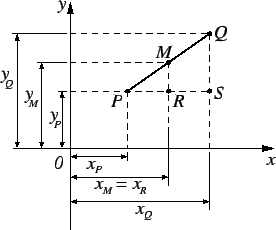 y
Q
M
P R S
y_Q
y_M
y_P
0 x
x_P
x_M = x_R
x_Q